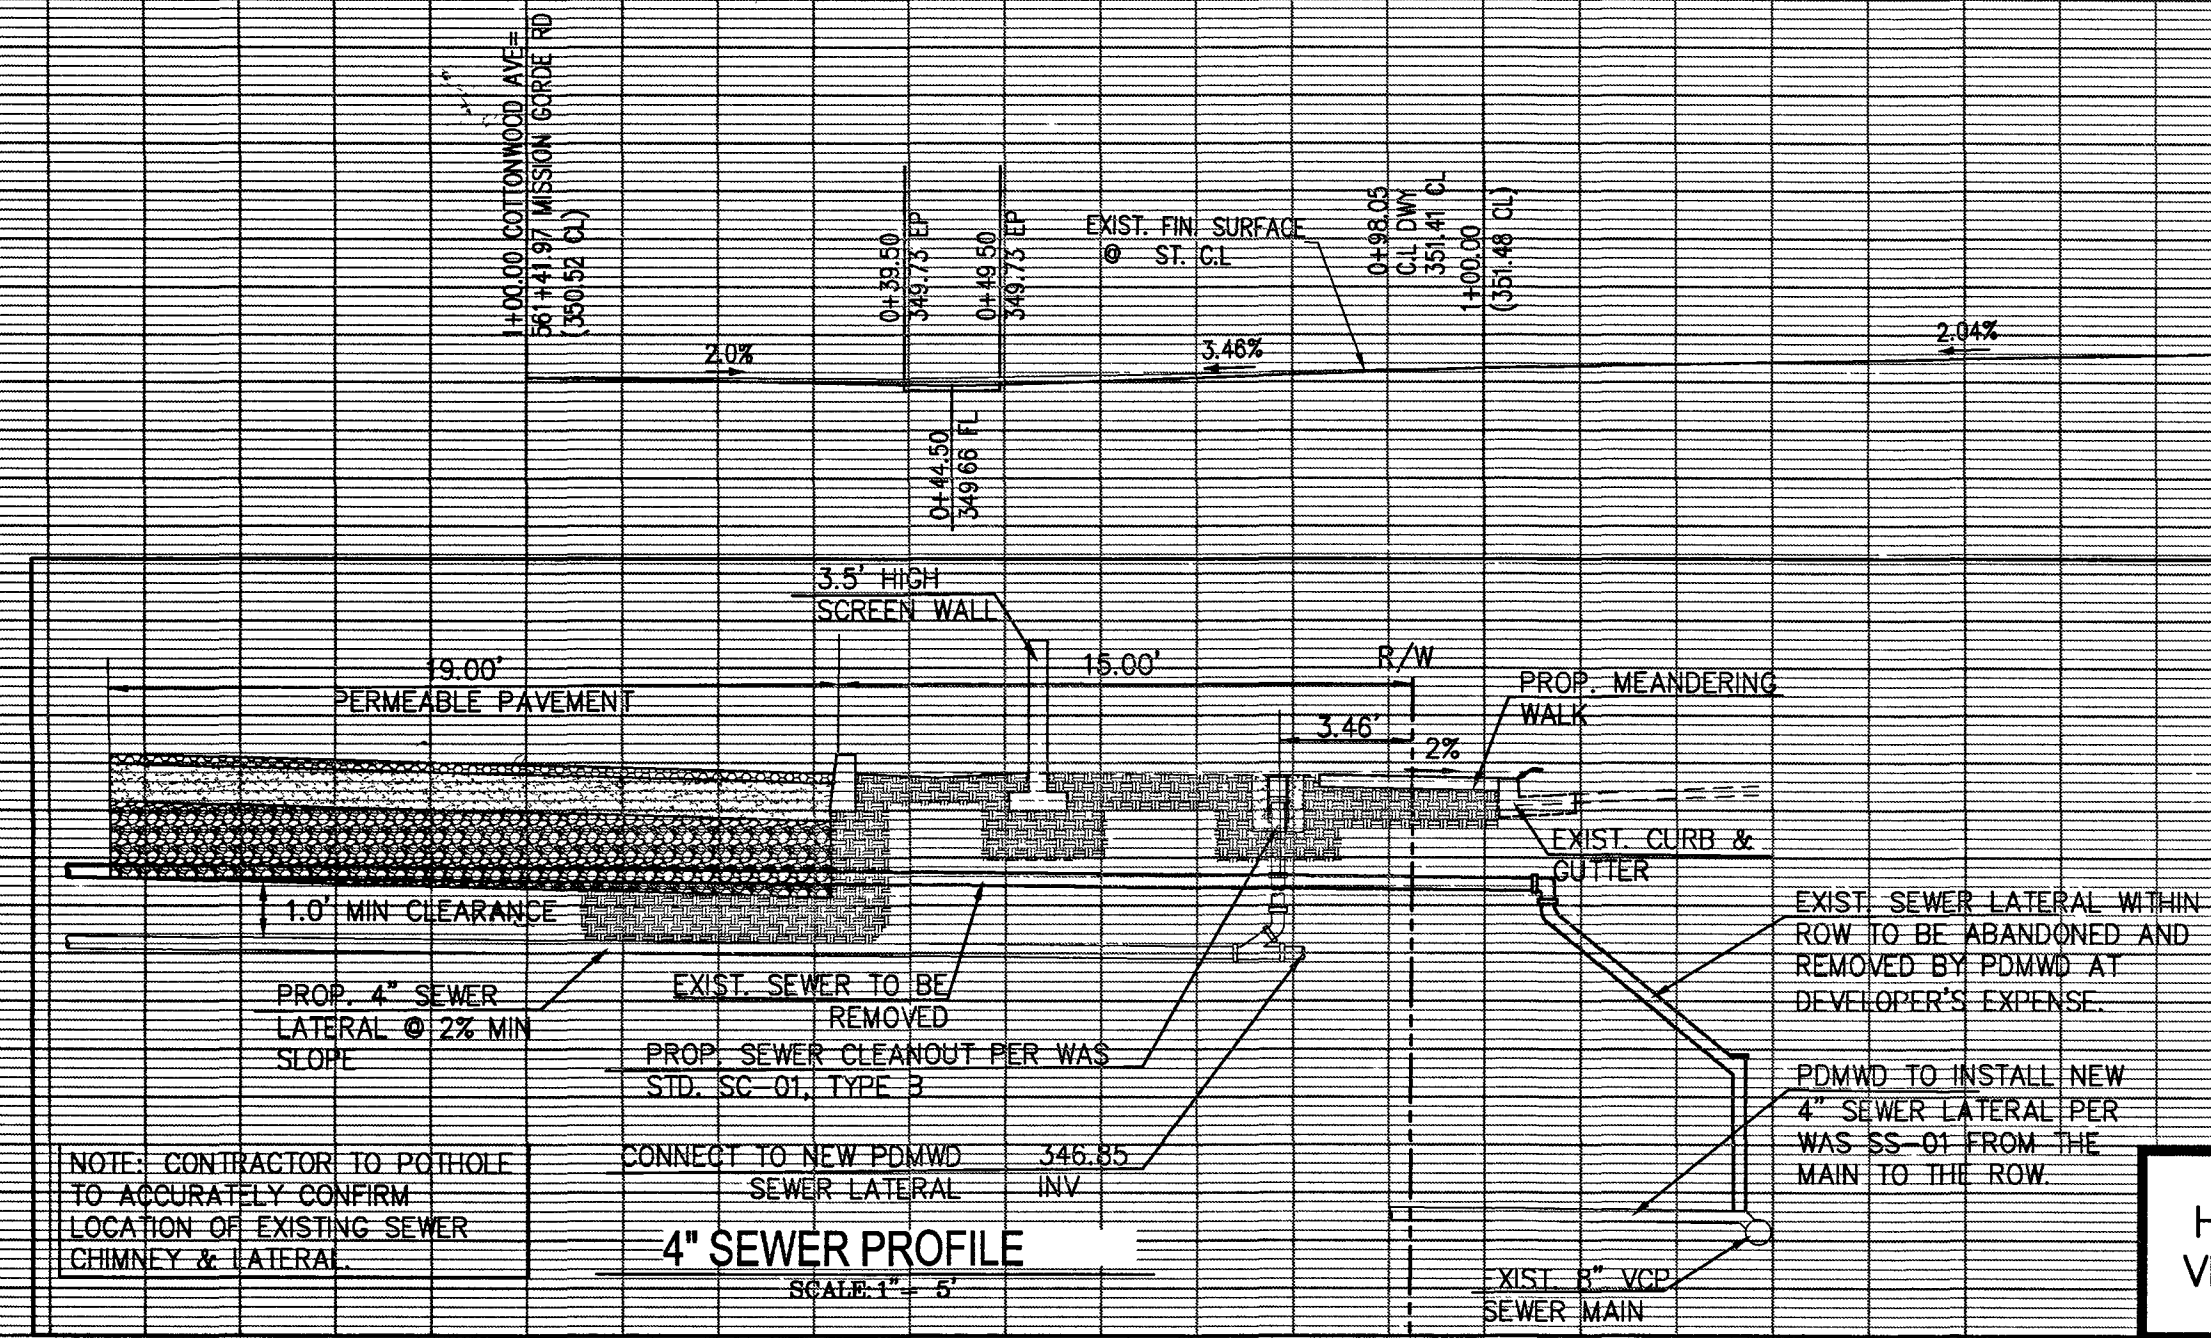 1+00.00 COTTONWOOD AVE=
561+41.97 MISSION GORDE RD
(350.52 CL)
0+39.50
349.73 EP
0+49.50
349.73 EP
EXIST. FIN. SURFACE
@ ST. C.L
0+98.05
C.L DWY
351.41 CL
1+00.00
(351.48 CL)
2.0%
3.46%
2.04%
0+44.50
349.66 FL
3.5' HIGH
SCREEN WALL
19.00'
PERMEABLE PAVEMENT
15.00'
R/W
PROP. MEANDERING
WALK
3.46'
2%
EXIST. CURB &
GUTTER
1.0' MIN CLEARANCE
EXIST. SEWER LATERAL WITHIN
ROW TO BE ABANDONED AND
REMOVED BY PDMWD AT
DEVELOPER'S EXPENSE.
PROP. 4" SEWER
LATERAL @ 2% MIN
SLOPE
EXIST. SEWER TO BE
REMOVED
PROP. SEWER CLEANOUT PER WAS
STD. SC-01, TYPE B
PDMWD TO INSTALL NEW
4" SEWER LATERAL PER
WAS SS-01 FROM THE
MAIN TO THE ROW.
CONNECT TO NEW PDMWD 346.85
SEWER LATERAL INV
NOTE: CONTRACTOR TO POTHOLE
TO ACCURATELY CONFIRM
LOCATION OF EXISTING SEWER
CHIMNEY & LATERAL.
4" SEWER PROFILE
SCALE: 1" = 5'
EXIST. 8" VCP
SEWER MAIN